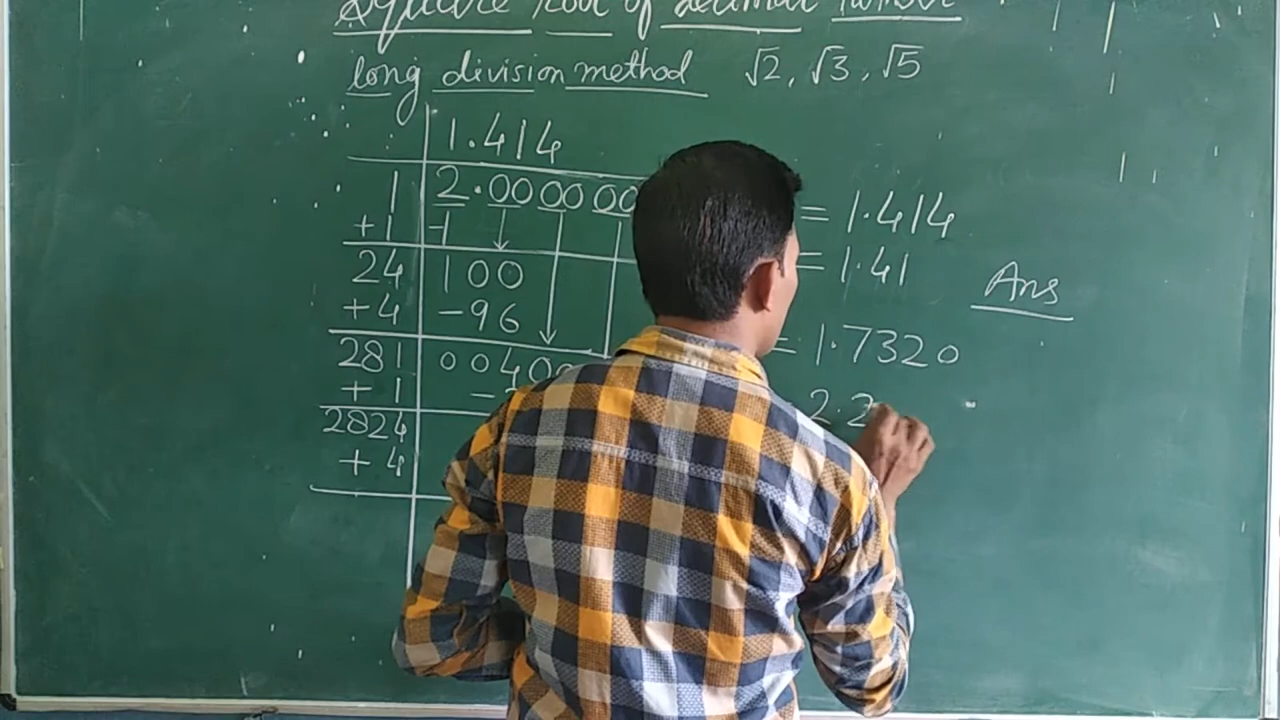 Square root of decimal number
long division method √2, √3, √5
1.414
1 2.00 00 00 = 1.414
+1 -1 = 1.41
24 100 Ans
+4 -96 = 1.7320
281 00400
+1 - 2.2
2824
+4